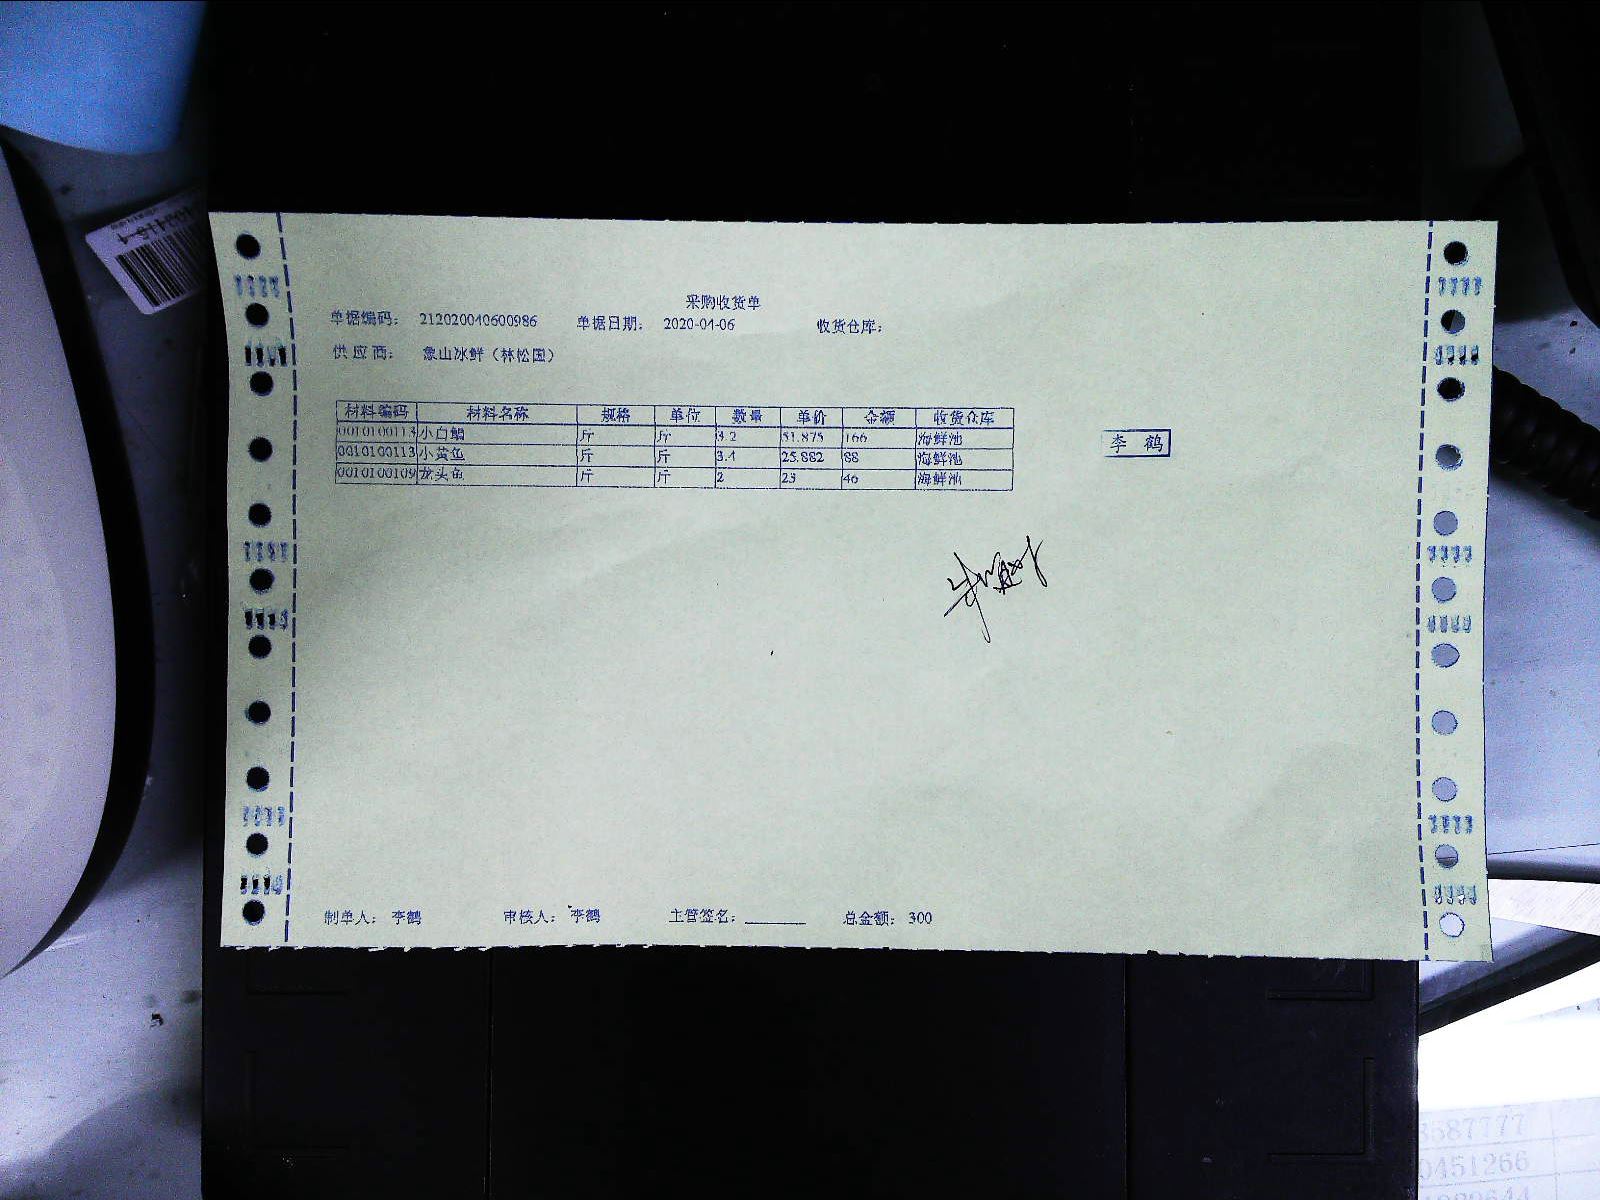 采购收货单
单据编码： 212020010600986 单据日期： 2020-01-06 收货仓库：
供 应 商： 象山冰鲜（林松国）
材料编码 材料名称 规格 单位 数量 单价 金额 收货仓库
0010100113 小白鲳 斤 斤 3.2 51.875 166 海鲜池
0010100113 小黄鱼 斤 斤 3.4 25.882 88 海鲜池
0010100109 龙头鱼 斤 斤 2 23 46 海鲜池
李 鹤
制单人： 李鹤 审核人： 李鹤 主管签名： 总金额： 300
3587777
0451266